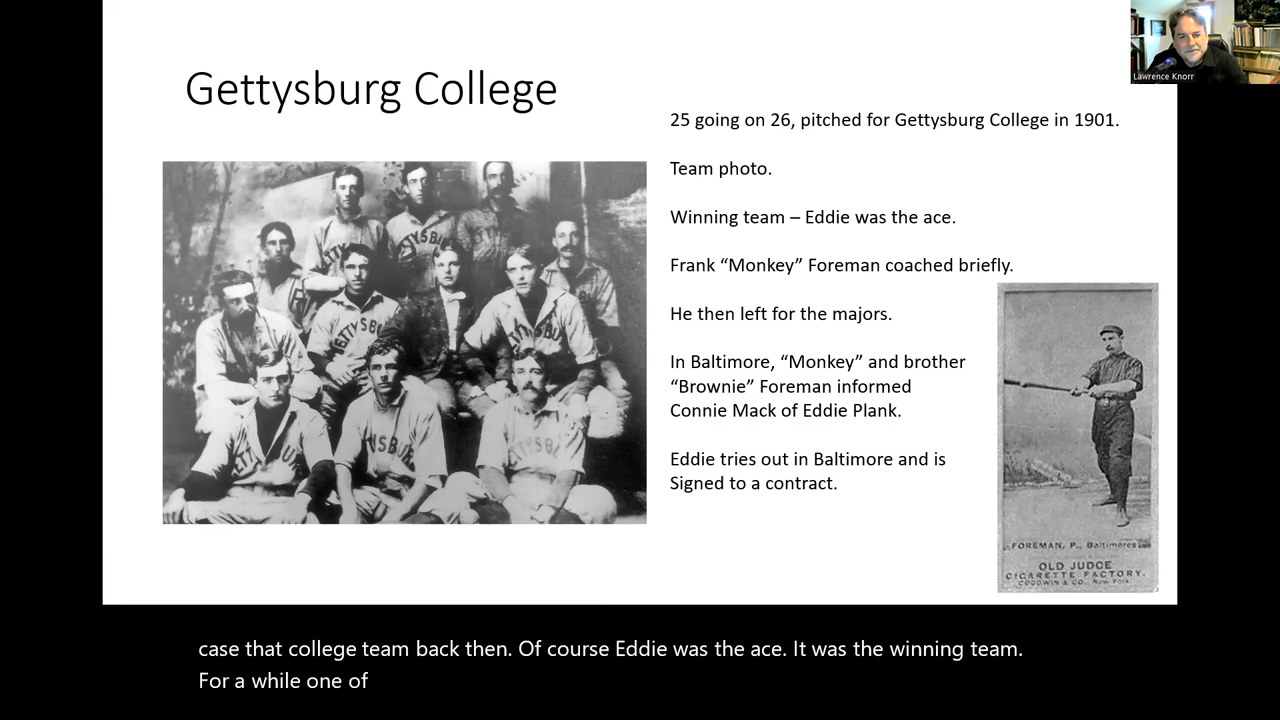 Lawrence Knorr
Gettysburg College
25 going on 26, pitched for Gettysburg College in 1901.
Team photo.
Winning team – Eddie was the ace.
Frank “Monkey” Foreman coached briefly.
He then left for the majors.
In Baltimore, “Monkey” and brother
“Brownie” Foreman informed
Connie Mack of Eddie Plank.
Eddie tries out in Baltimore and is
Signed to a contract.
FOREMAN, P., Baltimores
OLD JUDGE
CIGARETTE FACTORY.
GOODWIN & CO., New York.
case that college team back then. Of course Eddie was the ace. It was the winning team.
For a while one of